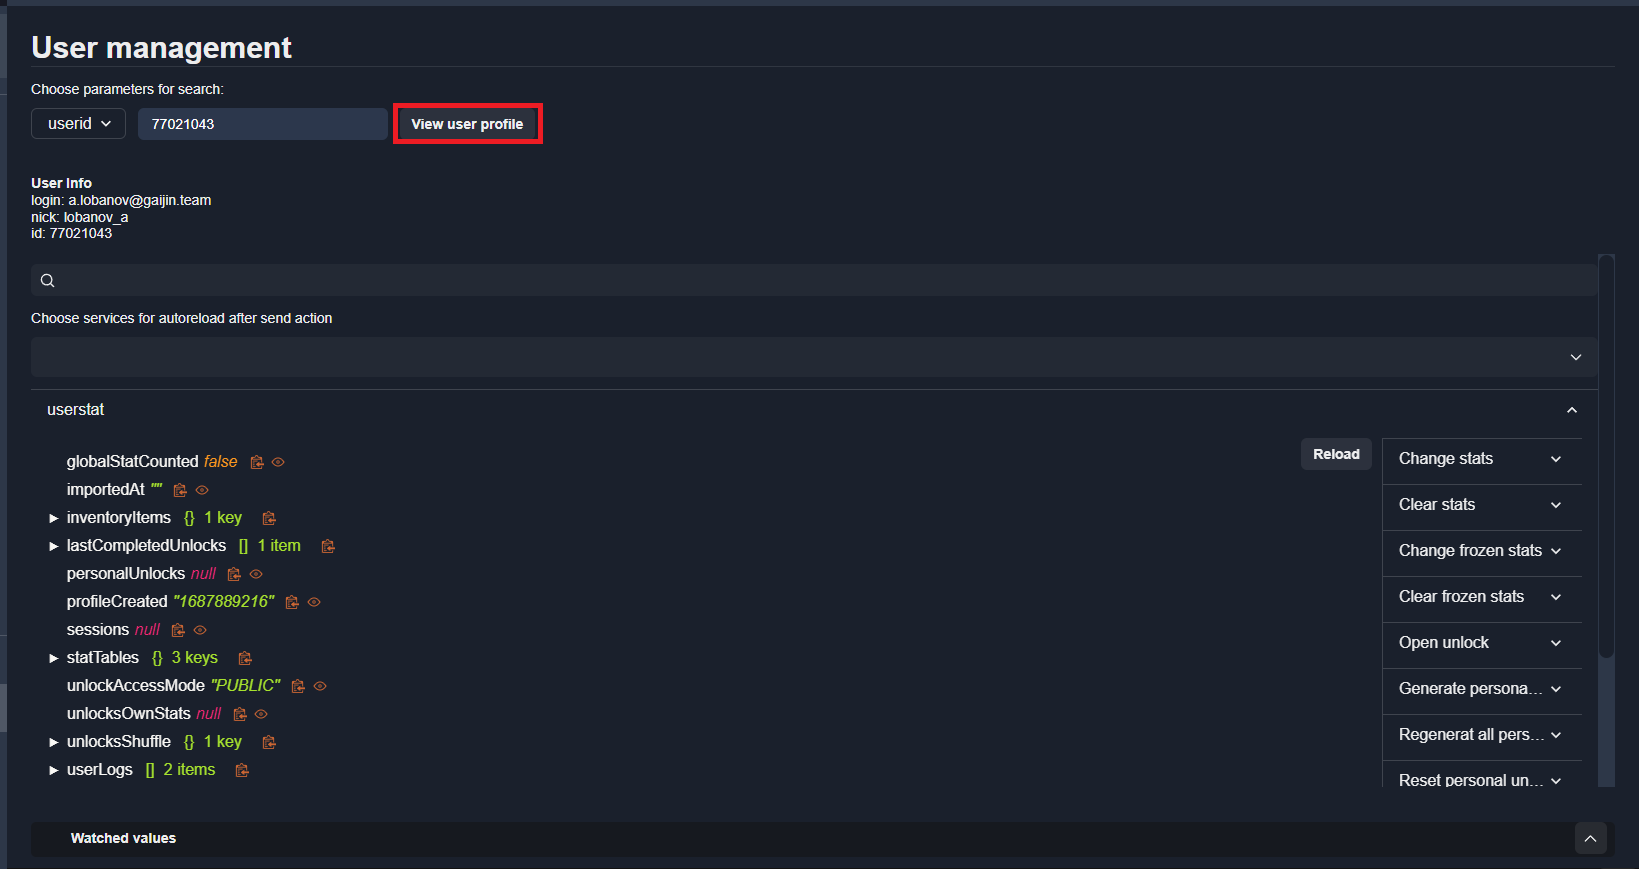 User management
Choose parameters for search:
userid 77021043 View user profile
User Info
login: a.lobanov@gaijin.team
nick: lobanov_a
id: 77021043
Choose services for autoreload after send action
userstat
globalStatCounted false
importedAt ""
inventoryItems {} 1 key
lastCompletedUnlocks [] 1 item
personalUnlocks null
profileCreated "1687889216"
sessions null
statTables {} 3 keys
unlockAccessMode "PUBLIC"
unlocksOwnStats null
unlocksShuffle {} 1 key
userLogs [] 2 items
Reload
Change stats
Clear stats
Change frozen stats
Clear frozen stats
Open unlock
Generate persona...
Regenerat all pers...
Reset personal un...
Watched values